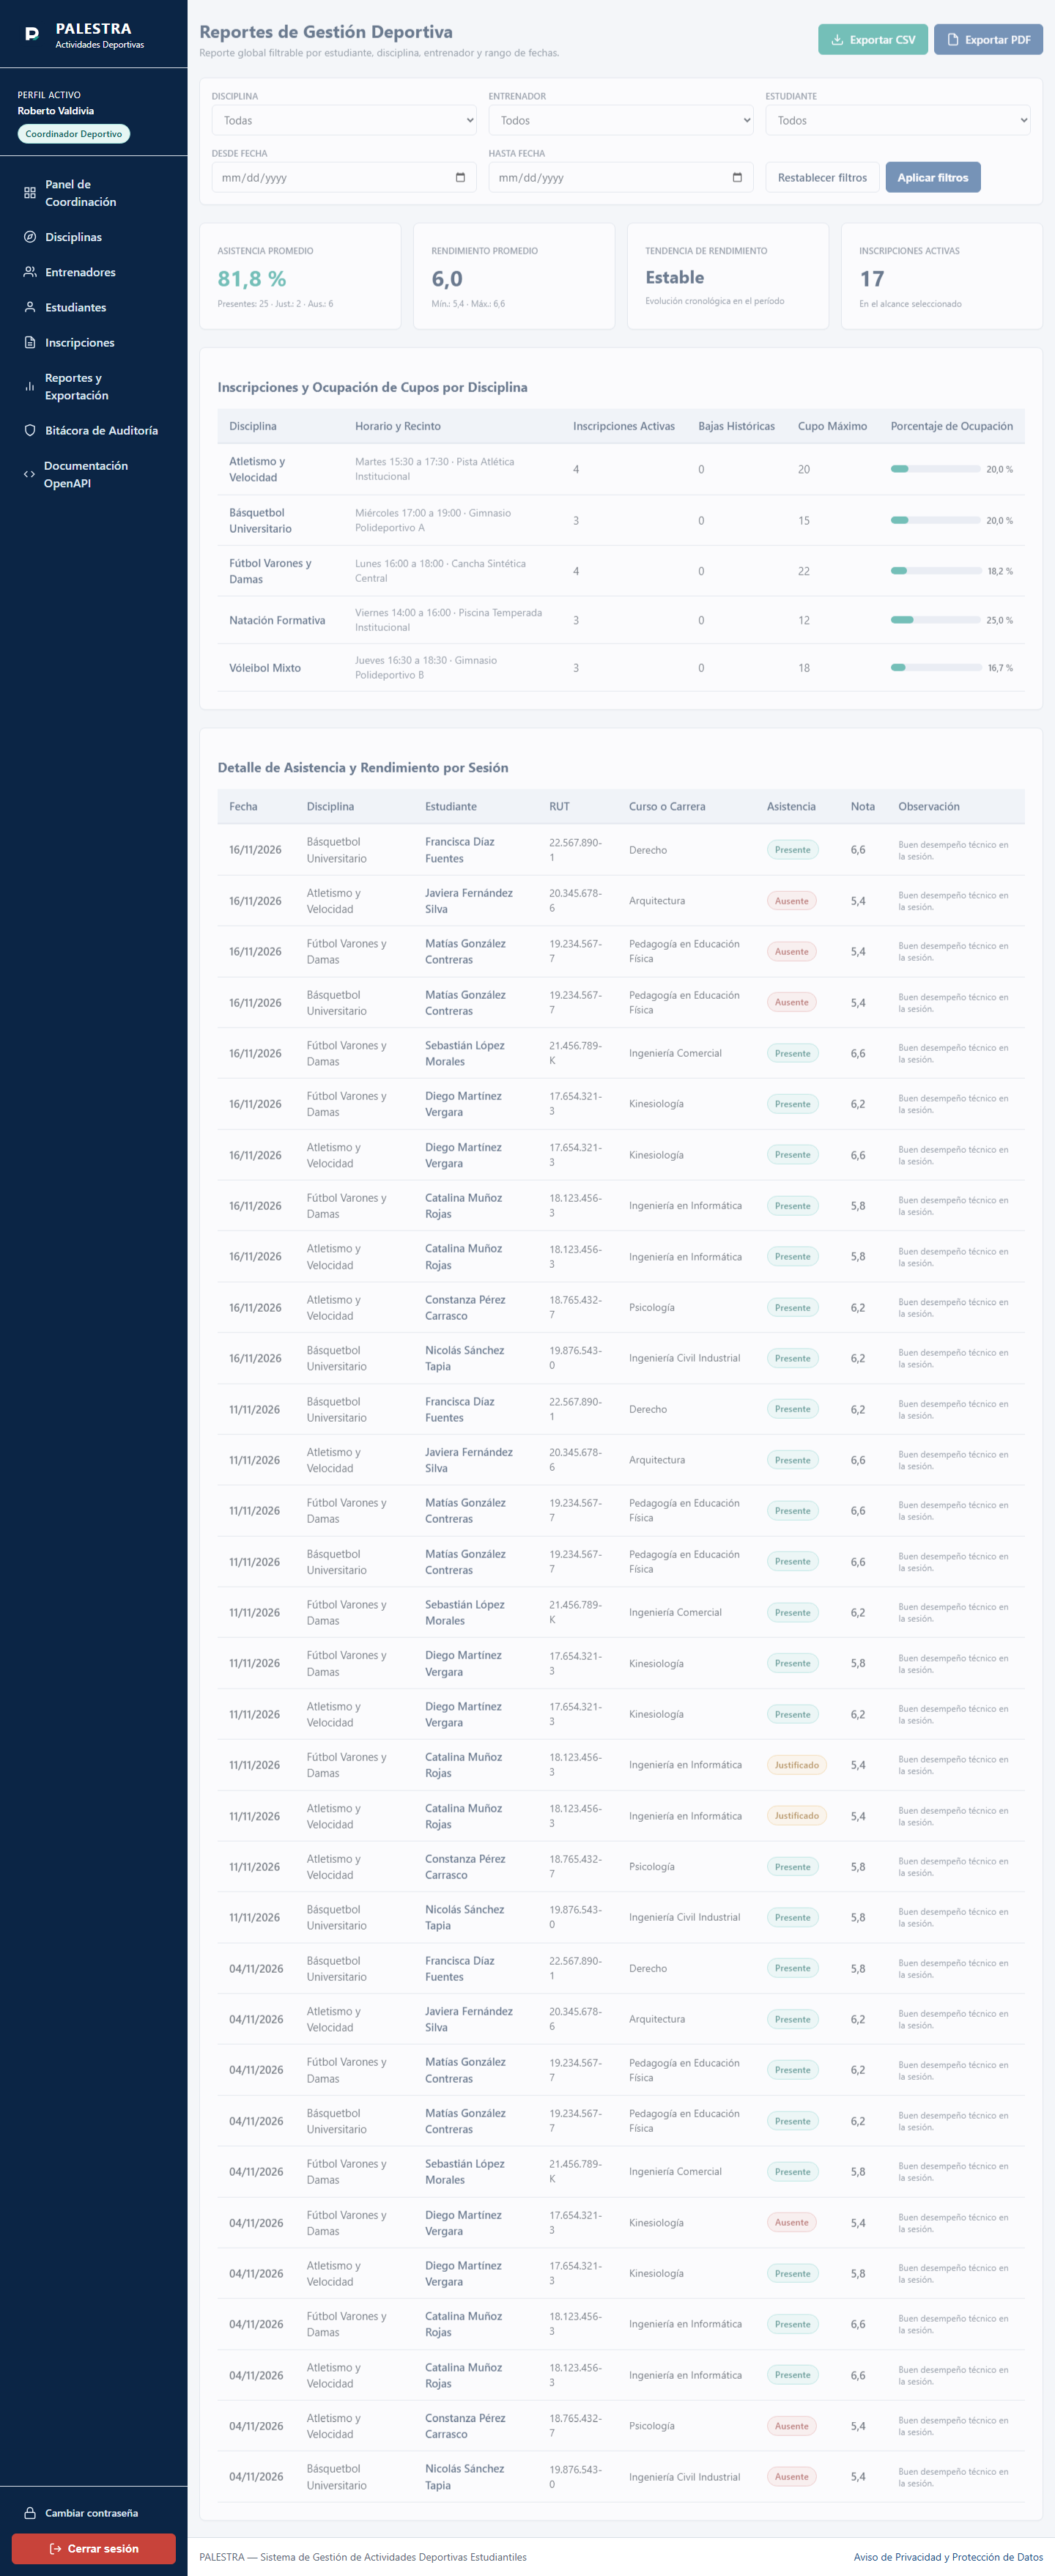 PALESTRA
Actividades Deportivas
PERFIL ACTIVO
Roberto Valdivia
Coordinador Deportivo
Panel de
Coordinación
Disciplinas
Entrenadores
Estudiantes
Inscripciones
Reportes y
Exportación
Bitácora de Auditoría
Documentación
OpenAPI
Cambiar contraseña
Cerrar sesión
Reportes de Gestión Deportiva
Reporte global filtrable por estudiante, disciplina, entrenador y rango de fechas.
Exportar CSV
Exportar PDF
DISCIPLINA ENTRENADOR ESTUDIANTE
Todas Todos Todos
DESDE FECHA HASTA FECHA
mm/dd/yyyy mm/dd/yyyy Restablecer filtros Aplicar filtros
ASISTENCIA PROMEDIO
81,8 %
Presentes: 25 · Just.: 2 · Aus.: 6
RENDIMIENTO PROMEDIO
6,0
Mín.: 5,4 · Máx.: 6,6
TENDENCIA DE RENDIMIENTO
Estable
Evolución cronológica en el período
INSCRIPCIONES ACTIVAS
17
En el alcance seleccionado
Inscripciones y Ocupación de Cupos por Disciplina
Disciplina Horario y Recinto Inscripciones Activas Bajas Históricas Cupo Máximo Porcentaje de Ocupación
Atletismo y Velocidad Martes 15:30 a 17:30 · Pista Atlética Institucional 4 0 20 20,0 %
Básquetbol Universitario Miércoles 17:00 a 19:00 · Gimnasio Polideportivo A 3 0 15 20,0 %
Fútbol Varones y Damas Lunes 16:00 a 18:00 · Cancha Sintética Central 4 0 22 18,2 %
Natación Formativa Viernes 14:00 a 16:00 · Piscina Temperada Institucional 3 0 12 25,0 %
Vóleibol Mixto Jueves 16:30 a 18:30 · Gimnasio Polideportivo B 3 0 18 16,7 %
Detalle de Asistencia y Rendimiento por Sesión
Fecha Disciplina Estudiante RUT Curso o Carrera Asistencia Nota Observación
16/11/2026 Básquetbol Universitario Francisca Díaz Fuentes 22.567.890-1 Derecho Presente 6,6 Buen desempeño técnico en la sesión.
16/11/2026 Atletismo y Velocidad Javiera Fernández Silva 20.345.678-6 Arquitectura Ausente 5,4 Buen desempeño técnico en la sesión.
16/11/2026 Fútbol Varones y Damas Matías González Contreras 19.234.567-7 Pedagogía en Educación Física Ausente 5,4 Buen desempeño técnico en la sesión.
16/11/2026 Básquetbol Universitario Matías González Contreras 19.234.567-7 Pedagogía en Educación Física Ausente 5,4 Buen desempeño técnico en la sesión.
16/11/2026 Fútbol Varones y Damas Sebastián López Morales 21.456.789-K Ingeniería Comercial Presente 6,6 Buen desempeño técnico en la sesión.
16/11/2026 Fútbol Varones y Damas Diego Martínez Vergara 17.654.321-3 Kinesiología Presente 6,2 Buen desempeño técnico en la sesión.
16/11/2026 Atletismo y Velocidad Diego Martínez Vergara 17.654.321-3 Kinesiología Presente 6,6 Buen desempeño técnico en la sesión.
16/11/2026 Fútbol Varones y Damas Catalina Muñoz Rojas 18.123.456-3 Ingeniería en Informática Presente 5,8 Buen desempeño técnico en la sesión.
16/11/2026 Atletismo y Velocidad Catalina Muñoz Rojas 18.123.456-3 Ingeniería en Informática Presente 5,8 Buen desempeño técnico en la sesión.
16/11/2026 Atletismo y Velocidad Constanza Pérez Carrasco 18.765.432-7 Psicología Presente 6,2 Buen desempeño técnico en la sesión.
16/11/2026 Básquetbol Universitario Nicolás Sánchez Tapia 19.876.543-0 Ingeniería Civil Industrial Presente 6,2 Buen desempeño técnico en la sesión.
11/11/2026 Básquetbol Universitario Francisca Díaz Fuentes 22.567.890-1 Derecho Presente 6,2 Buen desempeño técnico en la sesión.
11/11/2026 Atletismo y Velocidad Javiera Fernández Silva 20.345.678-6 Arquitectura Presente 6,6 Buen desempeño técnico en la sesión.
11/11/2026 Fútbol Varones y Damas Matías González Contreras 19.234.567-7 Pedagogía en Educación Física Presente 6,6 Buen desempeño técnico en la sesión.
11/11/2026 Básquetbol Universitario Matías González Contreras 19.234.567-7 Pedagogía en Educación Física Presente 6,6 Buen desempeño técnico en la sesión.
11/11/2026 Fútbol Varones y Damas Sebastián López Morales 21.456.789-K Ingeniería Comercial Presente 6,2 Buen desempeño técnico en la sesión.
11/11/2026 Fútbol Varones y Damas Diego Martínez Vergara 17.654.321-3 Kinesiología Presente 5,8 Buen desempeño técnico en la sesión.
11/11/2026 Atletismo y Velocidad Diego Martínez Vergara 17.654.321-3 Kinesiología Presente 6,2 Buen desempeño técnico en la sesión.
11/11/2026 Fútbol Varones y Damas Catalina Muñoz Rojas 18.123.456-3 Ingeniería en Informática Justificado 5,4 Buen desempeño técnico en la sesión.
11/11/2026 Atletismo y Velocidad Catalina Muñoz Rojas 18.123.456-3 Ingeniería en Informática Justificado 5,4 Buen desempeño técnico en la sesión.
11/11/2026 Atletismo y Velocidad Constanza Pérez Carrasco 18.765.432-7 Psicología Presente 5,8 Buen desempeño técnico en la sesión.
11/11/2026 Básquetbol Universitario Nicolás Sánchez Tapia 19.876.543-0 Ingeniería Civil Industrial Presente 5,8 Buen desempeño técnico en la sesión.
04/11/2026 Básquetbol Universitario Francisca Díaz Fuentes 22.567.890-1 Derecho Presente 5,8 Buen desempeño técnico en la sesión.
04/11/2026 Atletismo y Velocidad Javiera Fernández Silva 20.345.678-6 Arquitectura Presente 6,2 Buen desempeño técnico en la sesión.
04/11/2026 Fútbol Varones y Damas Matías González Contreras 19.234.567-7 Pedagogía en Educación Física Presente 6,2 Buen desempeño técnico en la sesión.
04/11/2026 Básquetbol Universitario Matías González Contreras 19.234.567-7 Pedagogía en Educación Física Presente 6,2 Buen desempeño técnico en la sesión.
04/11/2026 Fútbol Varones y Damas Sebastián López Morales 21.456.789-K Ingeniería Comercial Presente 5,8 Buen desempeño técnico en la sesión.
04/11/2026 Fútbol Varones y Damas Diego Martínez Vergara 17.654.321-3 Kinesiología Ausente 5,4 Buen desempeño técnico en la sesión.
04/11/2026 Atletismo y Velocidad Diego Martínez Vergara 17.654.321-3 Kinesiología Presente 5,8 Buen desempeño técnico en la sesión.
04/11/2026 Fútbol Varones y Damas Catalina Muñoz Rojas 18.123.456-3 Ingeniería en Informática Presente 6,6 Buen desempeño técnico en la sesión.
04/11/2026 Atletismo y Velocidad Catalina Muñoz Rojas 18.123.456-3 Ingeniería en Informática Presente 6,6 Buen desempeño técnico en la sesión.
04/11/2026 Atletismo y Velocidad Constanza Pérez Carrasco 18.765.432-7 Psicología Ausente 5,4 Buen desempeño técnico en la sesión.
04/11/2026 Básquetbol Universitario Nicolás Sánchez Tapia 19.876.543-0 Ingeniería Civil Industrial Ausente 5,4 Buen desempeño técnico en la sesión.
PALESTRA — Sistema de Gestión de Actividades Deportivas Estudiantiles
Aviso de Privacidad y Protección de Datos